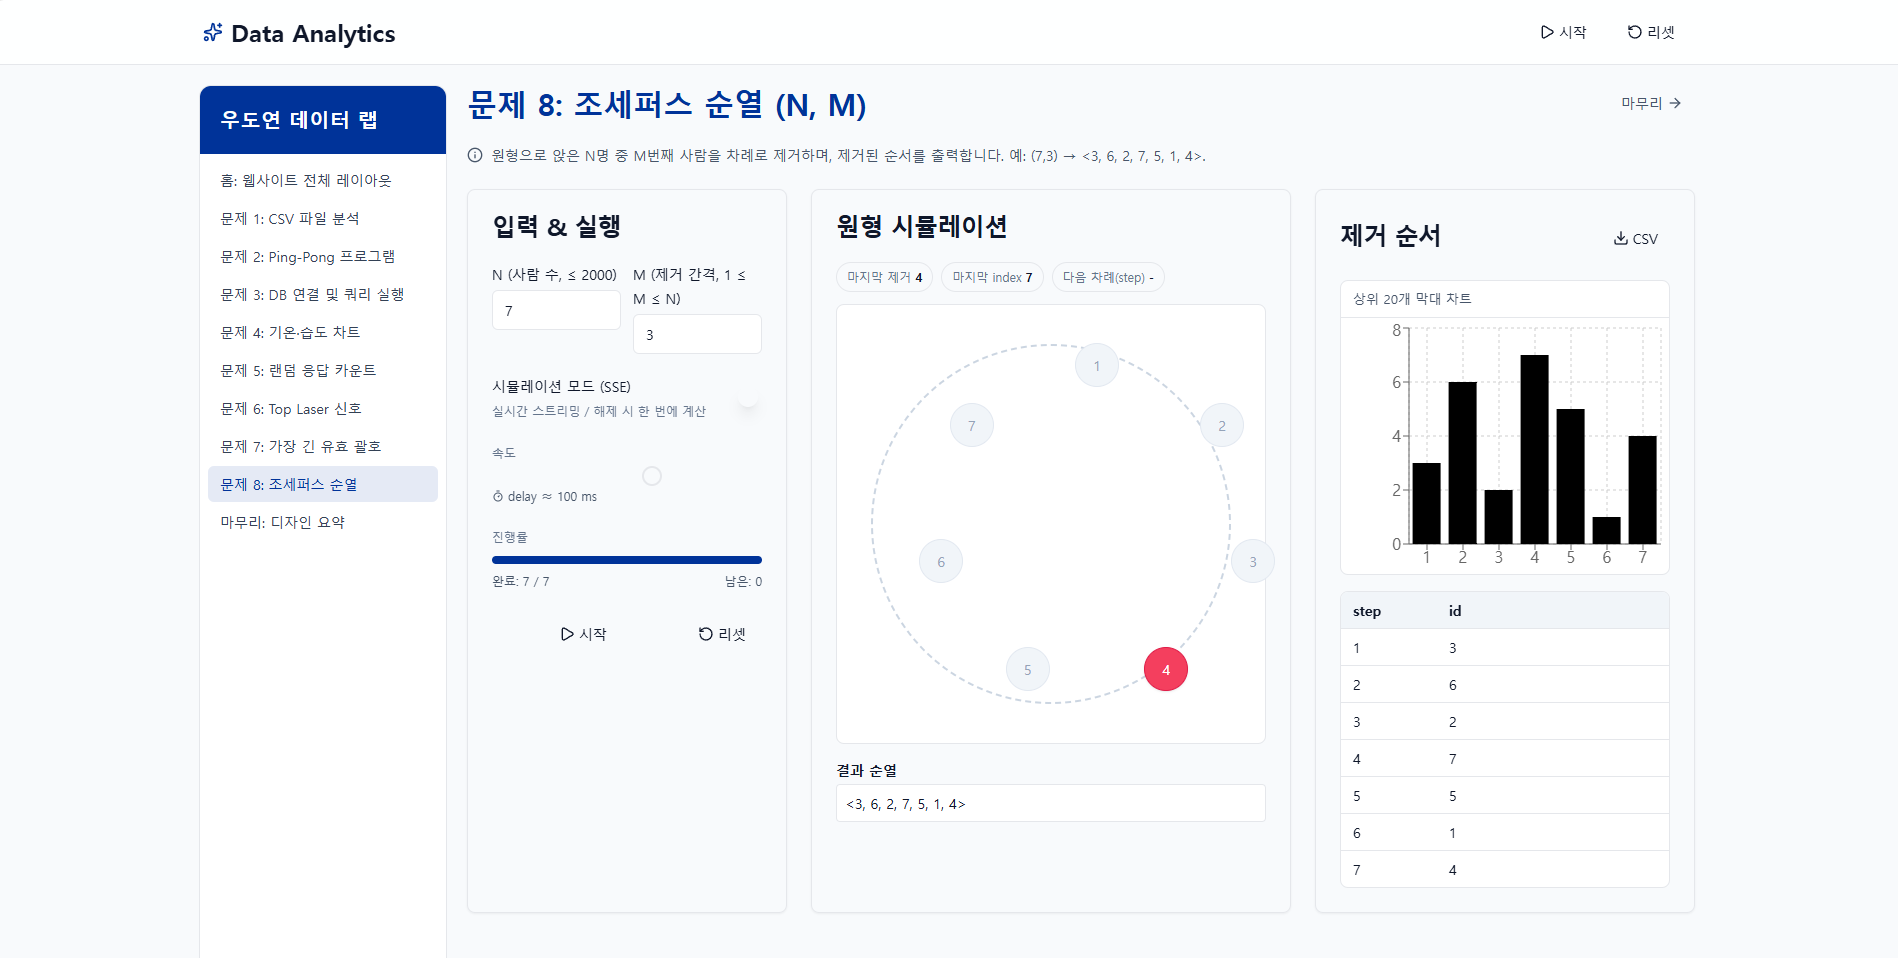 Data Analytics
시작
리셋
우도연 데이터 랩
홈: 웹사이트 전체 레이아웃
문제 1: CSV 파일 분석
문제 2: Ping-Pong 프로그램
문제 3: DB 연결 및 쿼리 실행
문제 4: 기온·습도 차트
문제 5: 랜덤 응답 카운트
문제 6: Top Laser 신호
문제 7: 가장 긴 유효 괄호
문제 8: 조세퍼스 순열
마무리: 디자인 요약
문제 8: 조세퍼스 순열 (N, M)
마무리 →
원형으로 앉은 N명 중 M번째 사람을 차례로 제거하며, 제거된 순서를 출력합니다. 예: (7,3) → <3, 6, 2, 7, 5, 1, 4>.
입력 & 실행
N (사람 수, ≤ 2000)
7
M (제거 간격, 1 ≤
M ≤ N)
3
시뮬레이션 모드 (SSE)
실시간 스트리밍 / 해제 시 한 번에 계산
속도
delay ≈ 100 ms
진행률
완료: 7 / 7
남은: 0
시작
리셋
원형 시뮬레이션
마지막 제거 4
마지막 index 7
다음 차례(step) -
1
2
3
4
5
6
7
결과 순열
<3, 6, 2, 7, 5, 1, 4>
제거 순서
CSV
상위 20개 막대 차트
8
6
4
2
0
1 2 3 4 5 6 7
step id
1 3
2 6
3 2
4 7
5 5
6 1
7 4